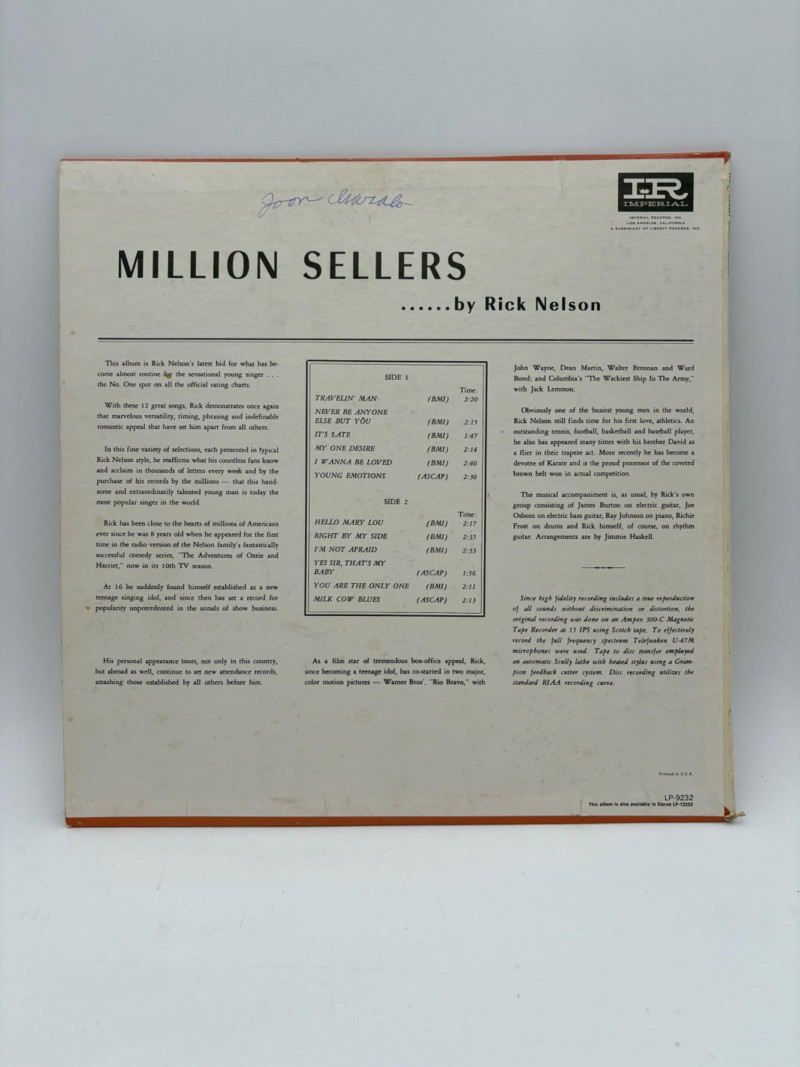 Joan
IR
IMPERIAL
IMPERIAL RECORDS, INC.
LOS ANGELES, CALIFORNIA
A SUBSIDIARY OF LIBERTY RECORDS, INC.
MILLION SELLERS
......by Rick Nelson
This album is Rick Nelson's latest bid for what has be-
come almost routine for the sensational young singer . . .
the No. One spot on all the official rating charts.
With these 12 great songs, Rick demonstrates once again
that marvelous versatility, timing, phrasing and indefinable
romantic appeal that have set him apart from all others.
In this fine variety of selections, each presented in typical
Rick Nelson style, he reaffirms what his countless fans know
and acclaim in thousands of letters every week and by the
purchase of his records by the millions — that this hand-
some and extraordinarily talented young man is today the
most popular singer in the world.
Rick has been close to the hearts of millions of Americans
ever since he was 8 years old when he appeared for the first
time in the radio version of the Nelson family's fantastically
successful comedy series, "The Adventures of Ozzie and
Harriet," now in its 10th TV season.
At 16 he suddenly found himself established as a new
teenage singing idol, and since then has set a record for
popularity unprecedented in the annals of show business.
His personal appearance tours, not only in this country,
but abroad as well, continue to set new attendance records,
smashing those established by all others before him.
SIDE 1
Time:
TRAVELIN' MAN (BMI) 2:20
NEVER BE ANYONE
ELSE BUT YOU (BMI) 2:15
IT'S LATE (BMI) 1:47
MY ONE DESIRE (BMI) 2:14
I WANNA BE LOVED (BMI) 2:40
YOUNG EMOTIONS (ASCAP) 2:30
SIDE 2
Time:
HELLO MARY LOU (BMI) 2:17
RIGHT BY MY SIDE (BMI) 2:35
I'M NOT AFRAID (BMI) 2:33
YES SIR, THAT'S MY
BABY (ASCAP) 1:56
YOU ARE THE ONLY ONE (BMI) 2:11
MILK COW BLUES (ASCAP) 2:13
As a film star of tremendous box-office appeal, Rick,
since becoming a teenage idol, has co-starred in two major,
color motion pictures — Warner Bros'. "Rio Bravo," with
John Wayne, Dean Martin, Walter Brennan and Ward
Bond; and Columbia's "The Wackiest Ship In The Army,"
with Jack Lemmon.
Obviously one of the busiest young men in the world,
Rick Nelson still finds time for his first love, athletics. An
outstanding tennis, football, basketball and baseball player,
he also has appeared many times with his brother David as
a flier in their trapeze act. More recently he has become a
devotee of Karate and is the proud possessor of the coveted
brown belt won in actual competition.
The musical accompaniment is, as usual, by Rick's own
group consisting of James Burton on electric guitar, Joe
Osborn on electric bass guitar, Ray Johnson on piano, Richie
Frost on drums and Rick himself, of course, on rhythm
guitar. Arrangements are by Jimmie Haskell.
Since high fidelity recording includes a true reproduction
of all sounds without discrimination or distortion, the
original recording was done on an Ampex 300-C Magnetic
Tape Recorder at 15 IPS using Scotch tape. To effectively
record the full frequency spectrum Telefunken U-47M
microphones were used. Tape to disc transfer employed
an automatic Scully lathe with heated stylus using a Gram-
pion feedback cutter system. Disc recording utilizes the
standard RIAA recording curve.
Printed in U.S.A.
LP-9232
This album is also available in Stereo LP-12232